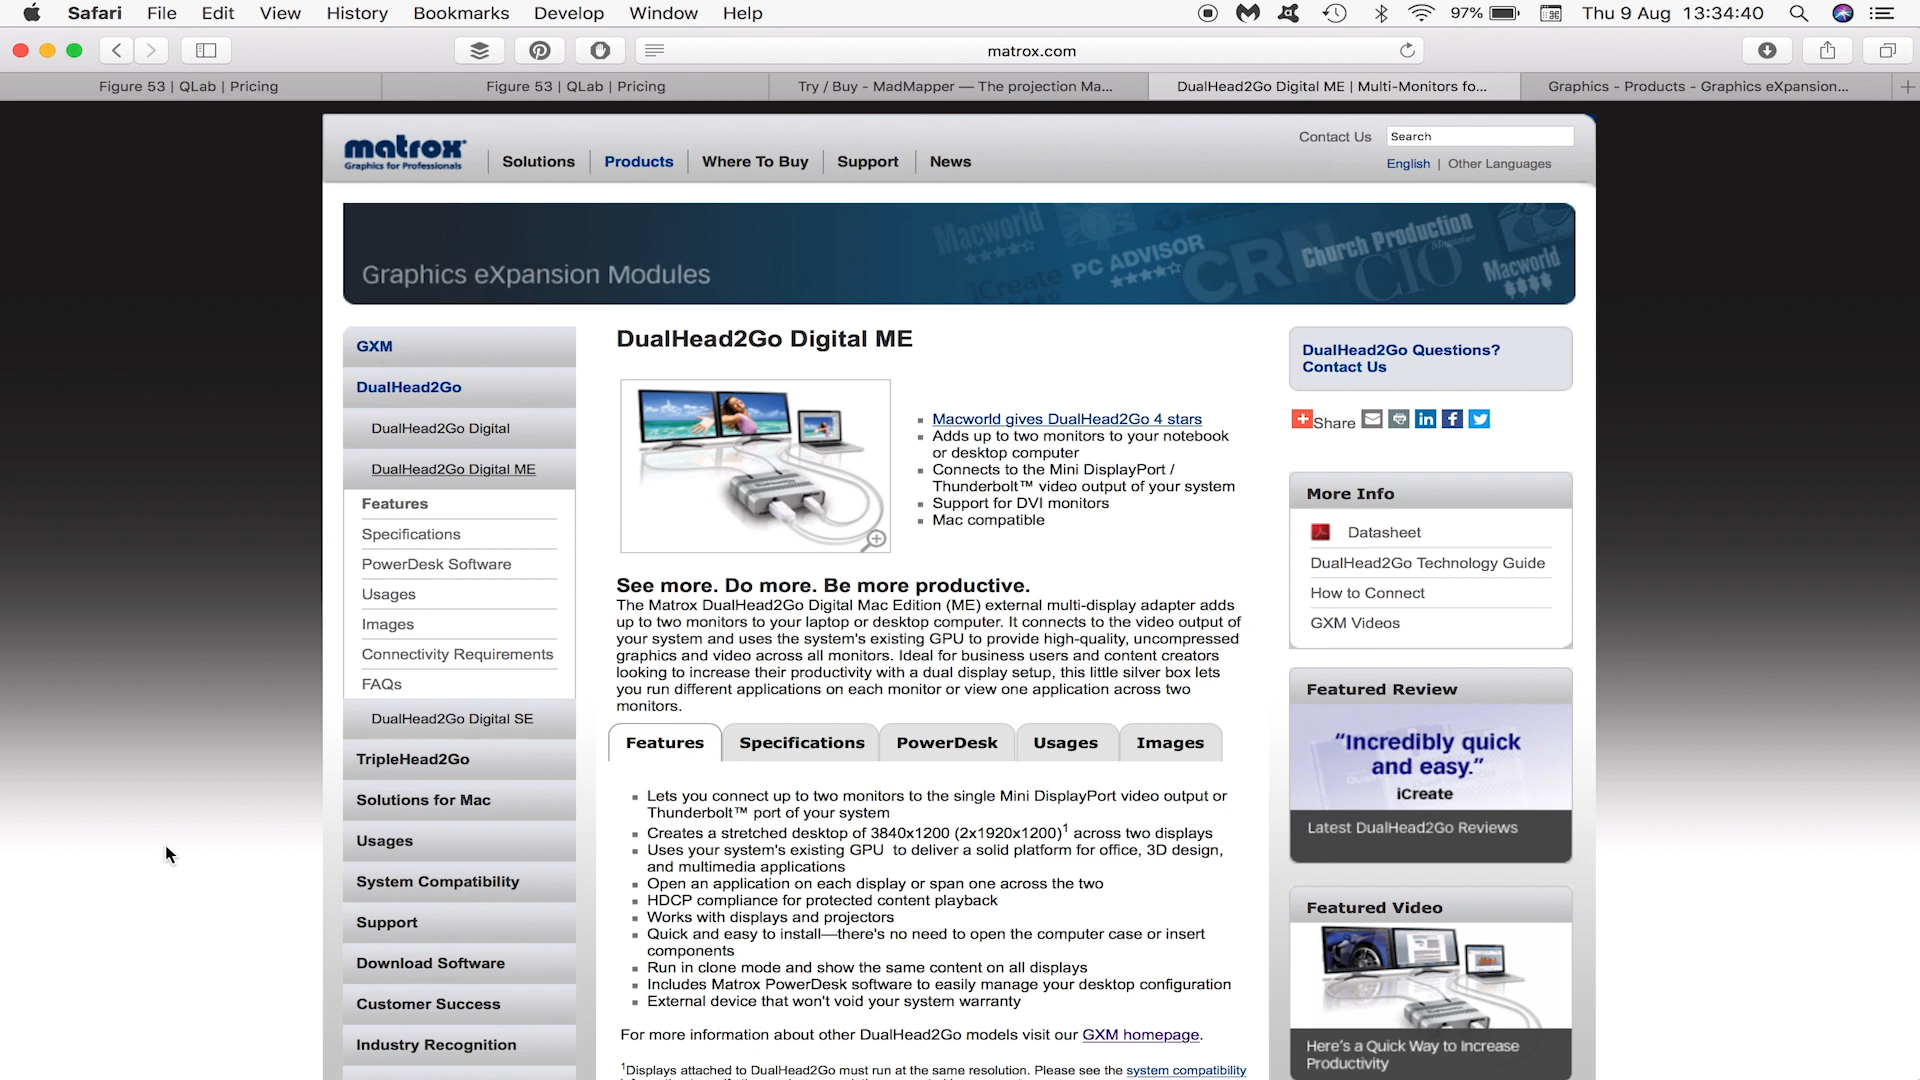 Safari File Edit View History Bookmarks Develop Window Help 97% Thu 9 Aug 13:34:40
matrox.com
Figure 53 | QLab | Pricing
Figure 53 | QLab | Pricing
Try / Buy - MadMapper — The projection Ma...
DualHead2Go Digital ME | Multi-Monitors fo...
Graphics - Products - Graphics eXpansion...
matrox
Graphics for Professionals
Solutions Products Where To Buy Support News
Contact Us Search
English | Other Languages
Graphics eXpansion Modules
Macworld
iCreate
PC ADVISOR
CRN
Church Production
Magazine
CIO
Macworld
GXM
DualHead2Go
DualHead2Go Digital
DualHead2Go Digital ME
Features
Specifications
PowerDesk Software
Usages
Images
Connectivity Requirements
FAQs
DualHead2Go Digital SE
TripleHead2Go
Solutions for Mac
Usages
System Compatibility
Support
Download Software
Customer Success
Industry Recognition
DualHead2Go Digital ME
Macworld gives DualHead2Go 4 stars
Adds up to two monitors to your notebook
or desktop computer
Connects to the Mini DisplayPort /
Thunderbolt™ video output of your system
Support for DVI monitors
Mac compatible
See more. Do more. Be more productive.
The Matrox DualHead2Go Digital Mac Edition (ME) external multi-display adapter adds
up to two monitors to your laptop or desktop computer. It connects to the video output of
your system and uses the system's existing GPU to provide high-quality, uncompressed
graphics and video across all monitors. Ideal for business users and content creators
looking to increase their productivity with a dual display setup, this little silver box lets
you run different applications on each monitor or view one application across two
monitors.
Features Specifications PowerDesk Usages Images
Lets you connect up to two monitors to the single Mini DisplayPort video output or
Thunderbolt™ port of your system
Creates a stretched desktop of 3840x1200 (2x1920x1200)1 across two displays
Uses your system's existing GPU to deliver a solid platform for office, 3D design,
and multimedia applications
Open an application on each display or span one across the two
HDCP compliance for protected content playback
Works with displays and projectors
Quick and easy to install—there's no need to open the computer case or insert
components
Run in clone mode and show the same content on all displays
Includes Matrox PowerDesk software to easily manage your desktop configuration
External device that won't void your system warranty
For more information about other DualHead2Go models visit our GXM homepage.
1Displays attached to DualHead2Go must run at the same resolution. Please see the system compatibility
DualHead2Go Questions?
Contact Us
Share
More Info
Datasheet
DualHead2Go Technology Guide
How to Connect
GXM Videos
Featured Review
“Incredibly quick
and easy.”
iCreate
Latest DualHead2Go Reviews
Featured Video
Here's a Quick Way to Increase
Productivity